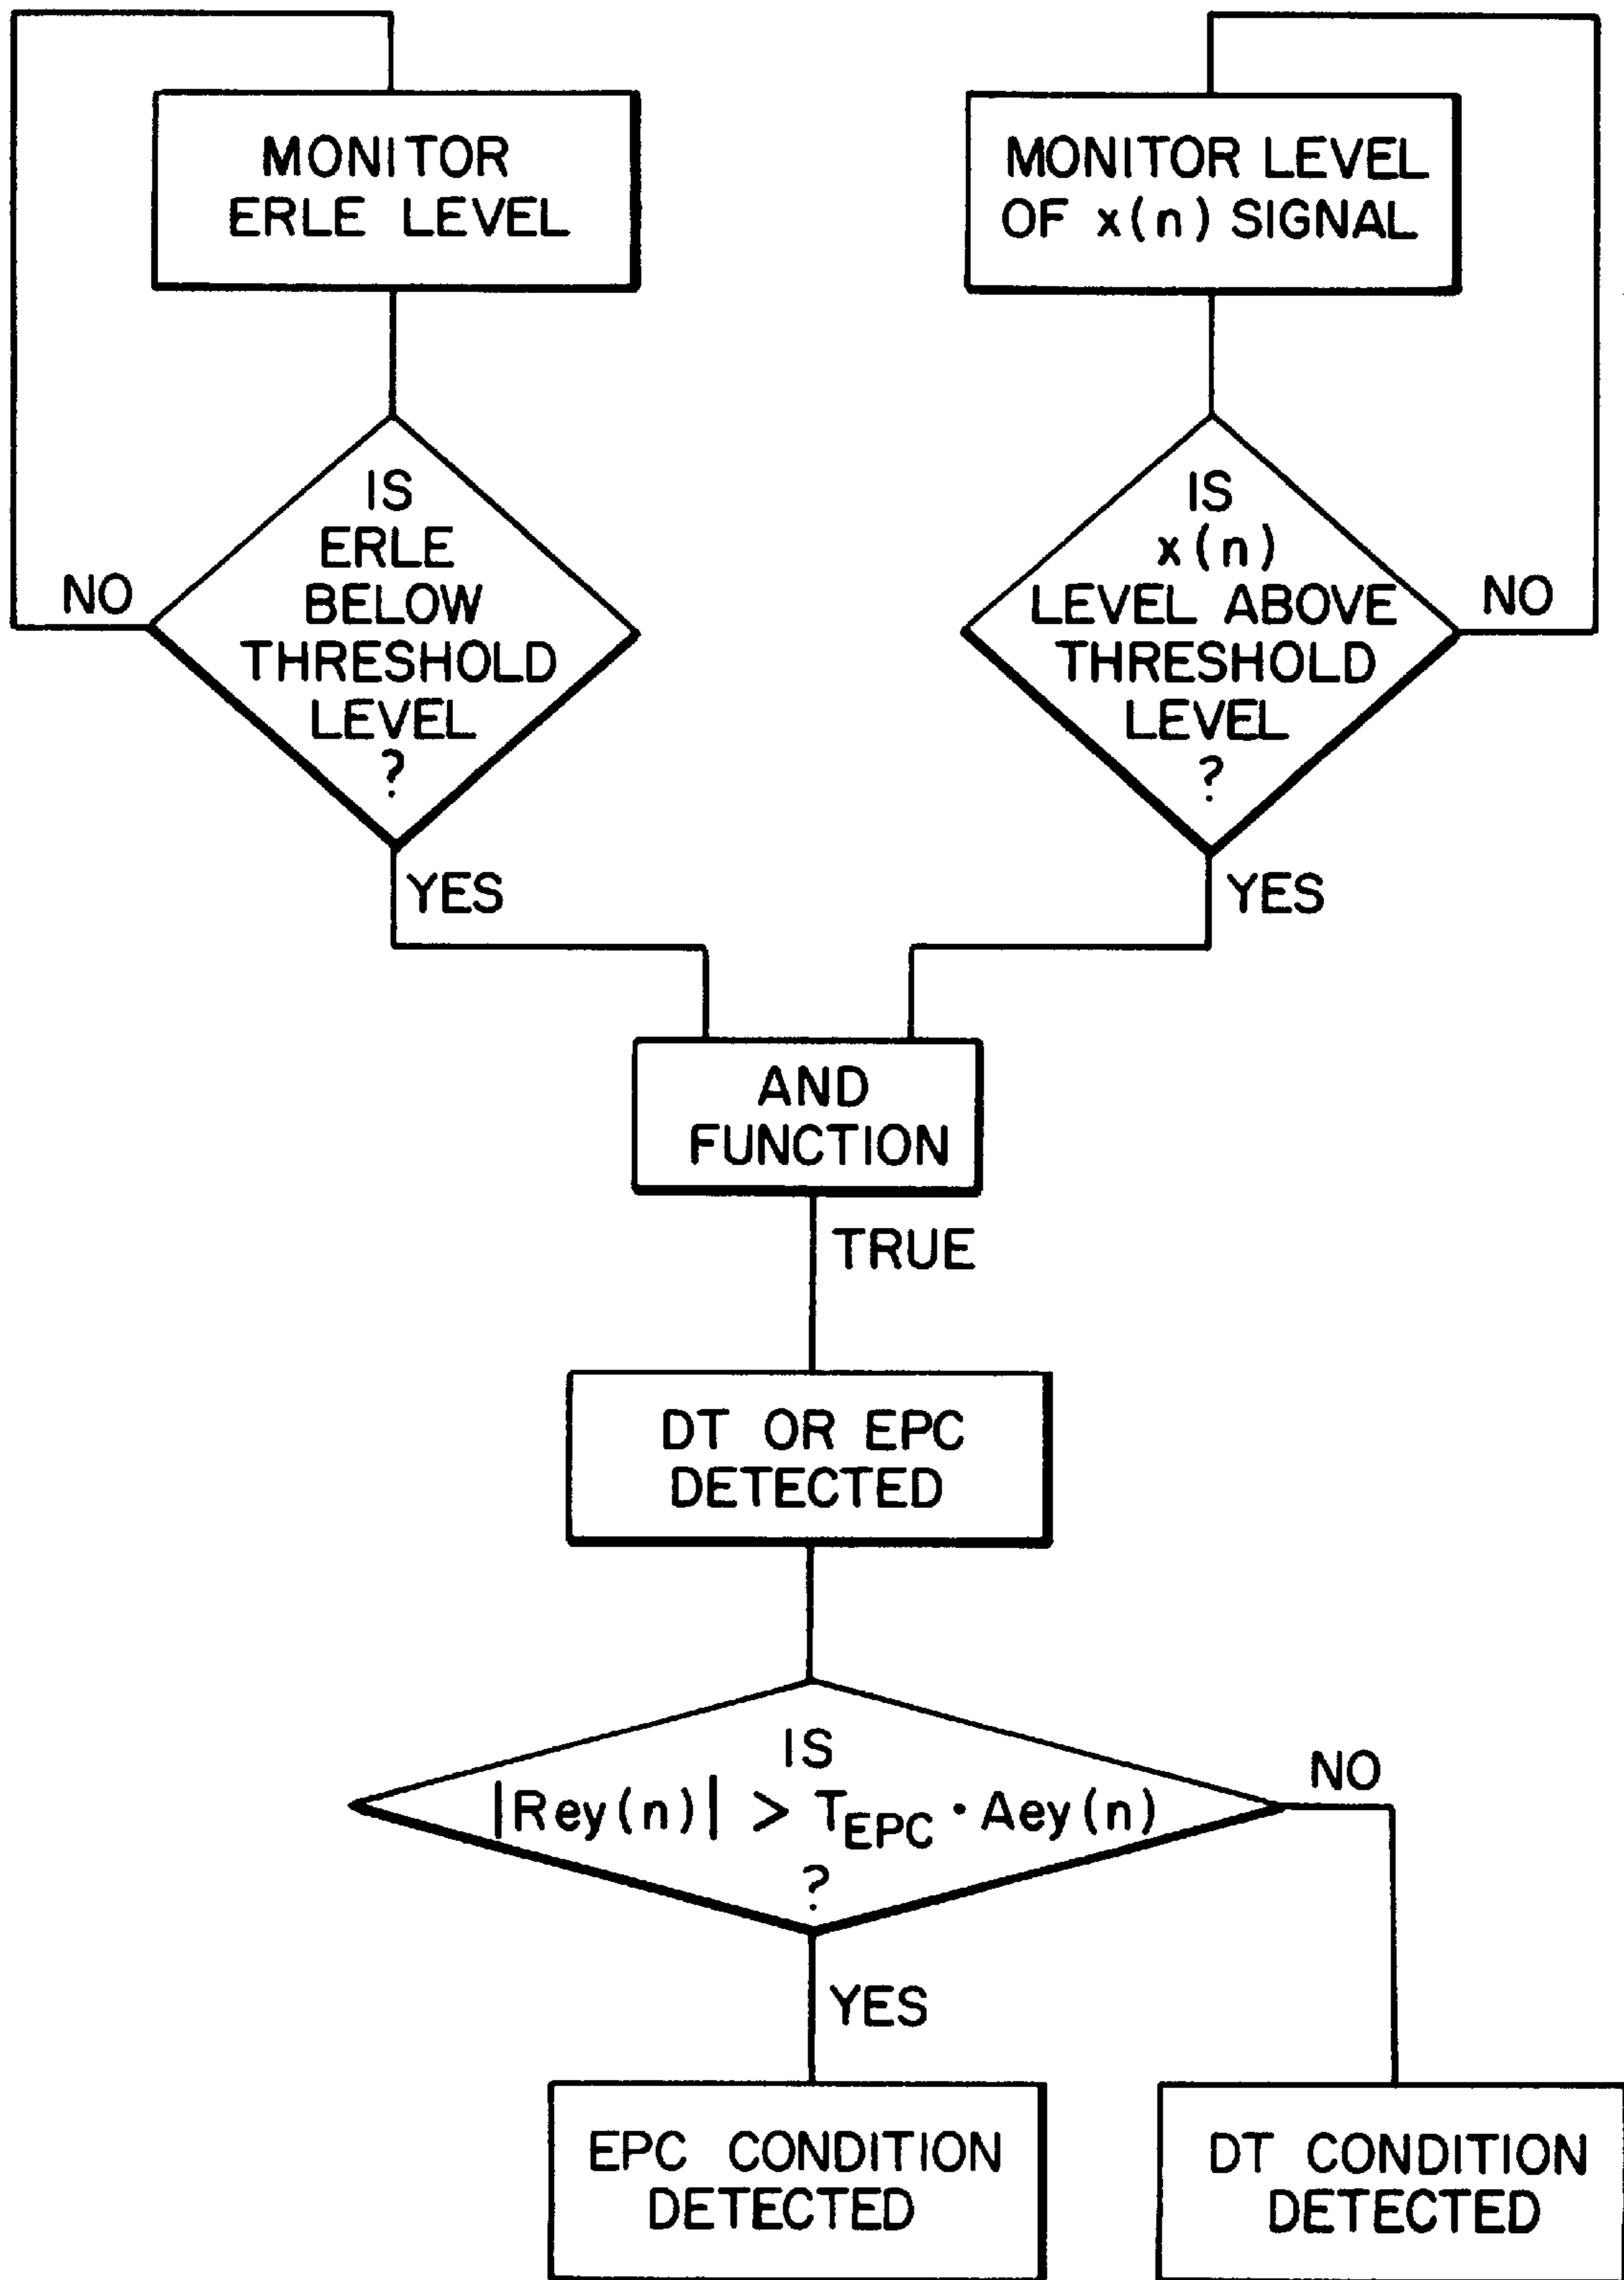 MONITOR
ERLE LEVEL
MONITOR LEVEL
OF x(n) SIGNAL
IS
ERLE
BELOW
THRESHOLD
LEVEL
?
NO
YES
IS
x(n)
LEVEL ABOVE
THRESHOLD
LEVEL
?
NO
YES
AND
FUNCTION
TRUE
DT OR EPC
DETECTED
IS
|Rey(n)| > T_EPC · Aey(n)
?
NO
YES
EPC CONDITION
DETECTED
DT CONDITION
DETECTED